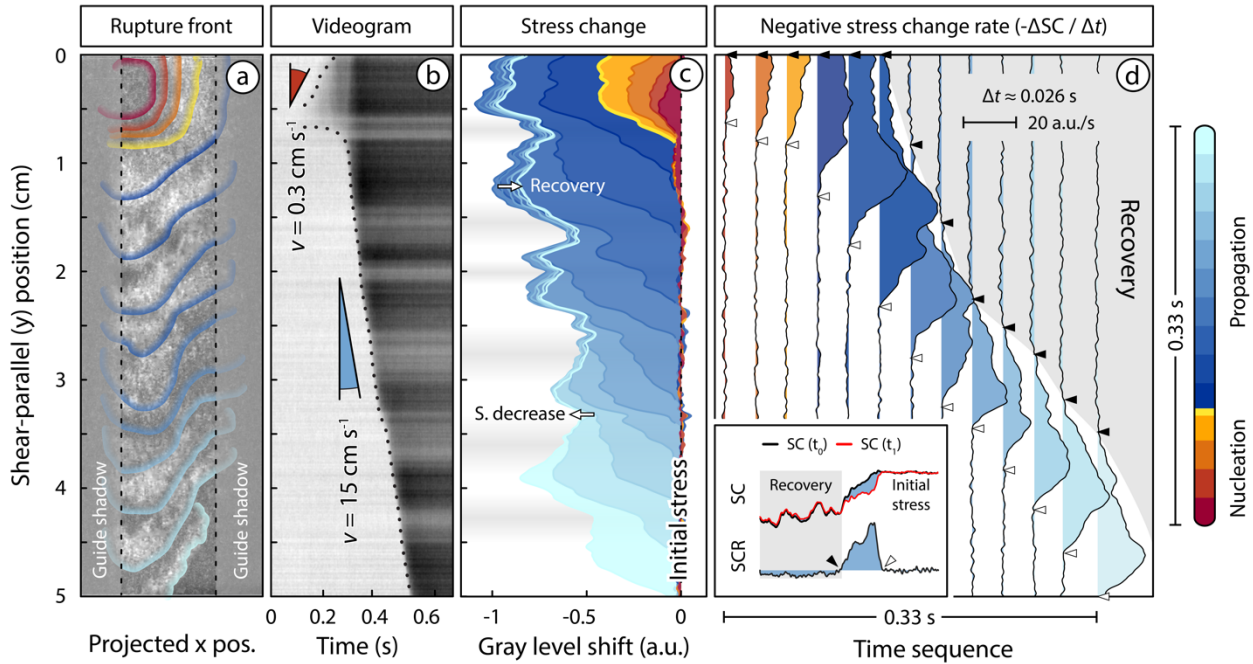 Rupture front
Videogram
Stress change
Negative stress change rate (-ΔSC / Δt)
a
b
c
d
Shear-parallel (y) position (cm)
0
1
2
3
4
5
Guide shadow
Guide shadow
Projected x pos.
v = 0.3 cm s⁻¹
v = 15 cm s⁻¹
0.2
0.4
0.6
Time (s)
Recovery
S. decrease
Initial stress
-1
-0.5
0
Gray level shift (a.u.)
Δt ≈ 0.026 s
20 a.u./s
Recovery
SC (t₀)
SC (t₁)
SC
Recovery
Initial
stress
SCR
0.33 s
Time sequence
0.33 s
Propagation
Nucleation